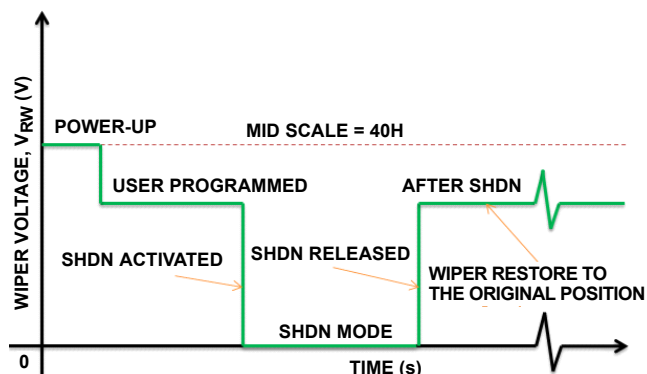 WIPER VOLTAGE, VRW (V)
POWER-UP
MID SCALE = 40H
USER PROGRAMMED
AFTER SHDN
SHDN ACTIVATED
SHDN RELEASED
WIPER RESTORE TO
THE ORIGINAL POSITION
SHDN MODE
0
TIME (s)